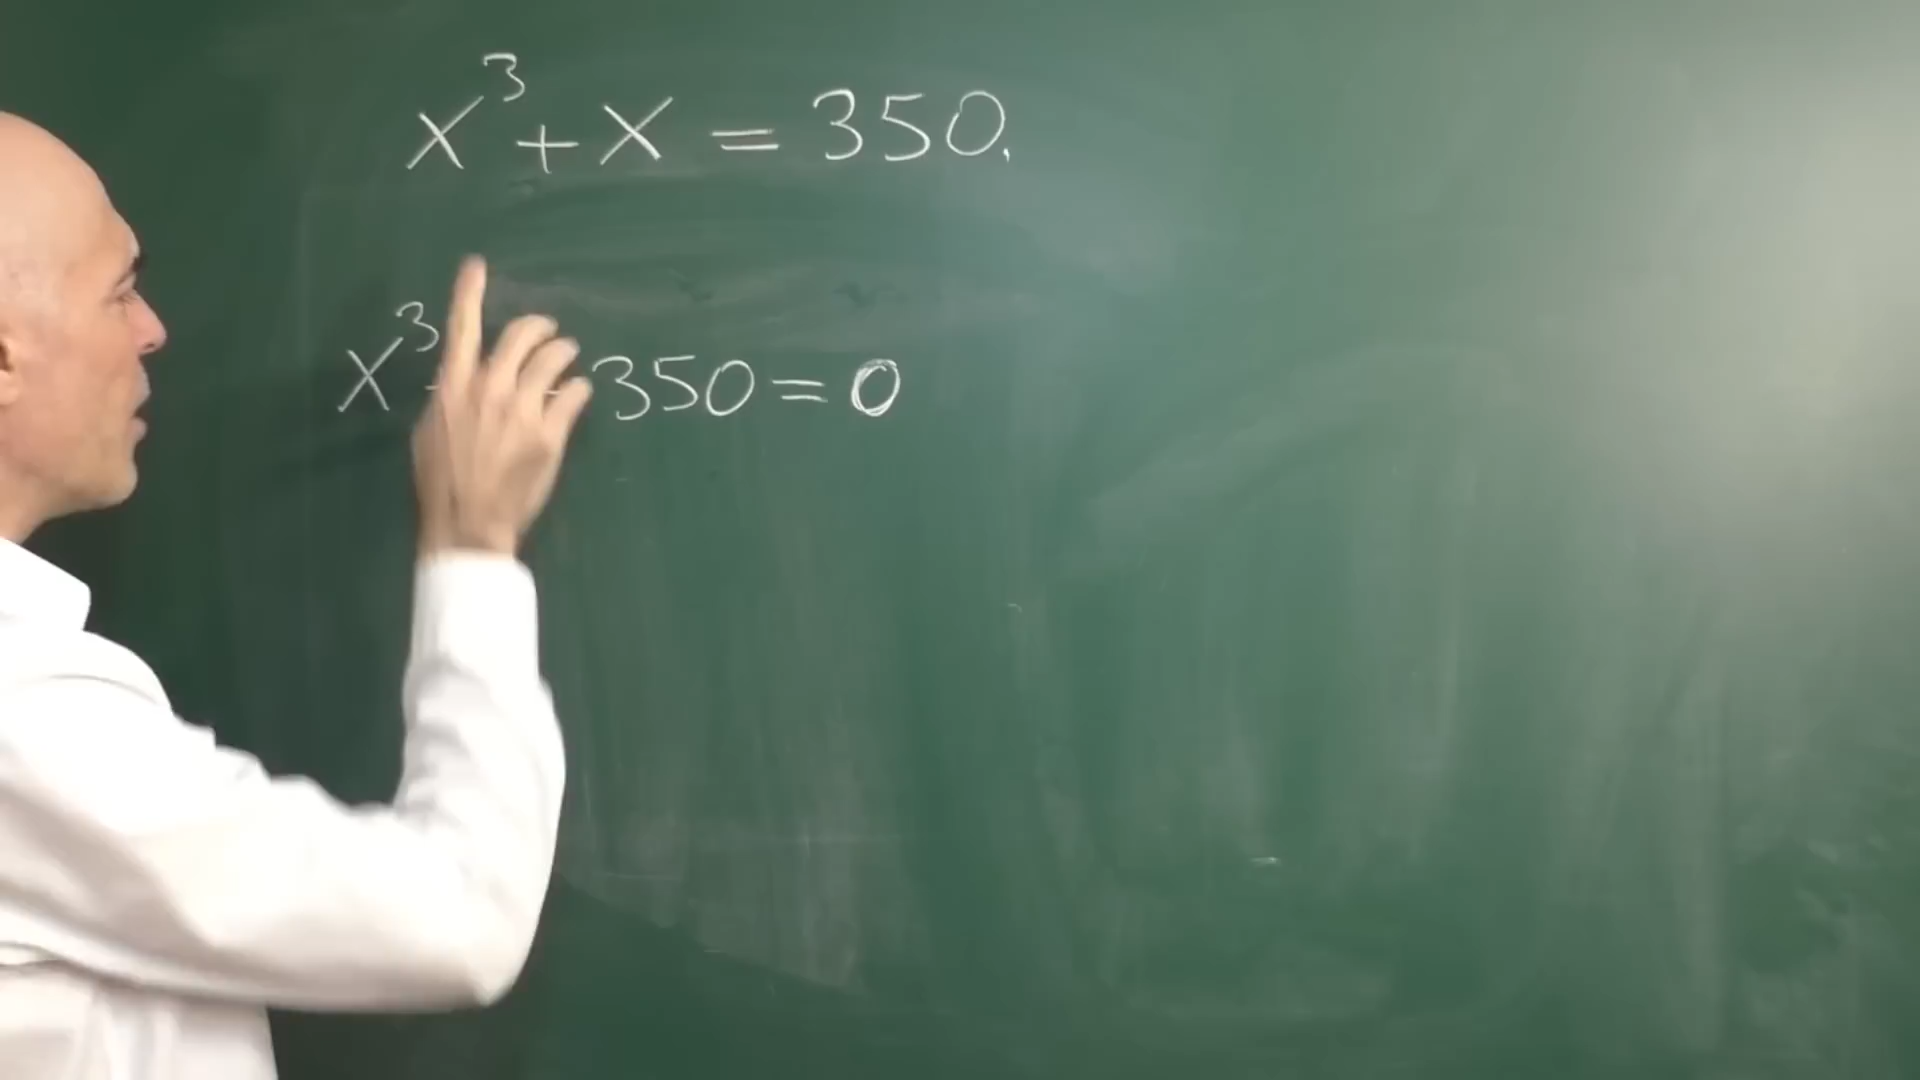 x³ + x = 350.
x³ - 350 = 0